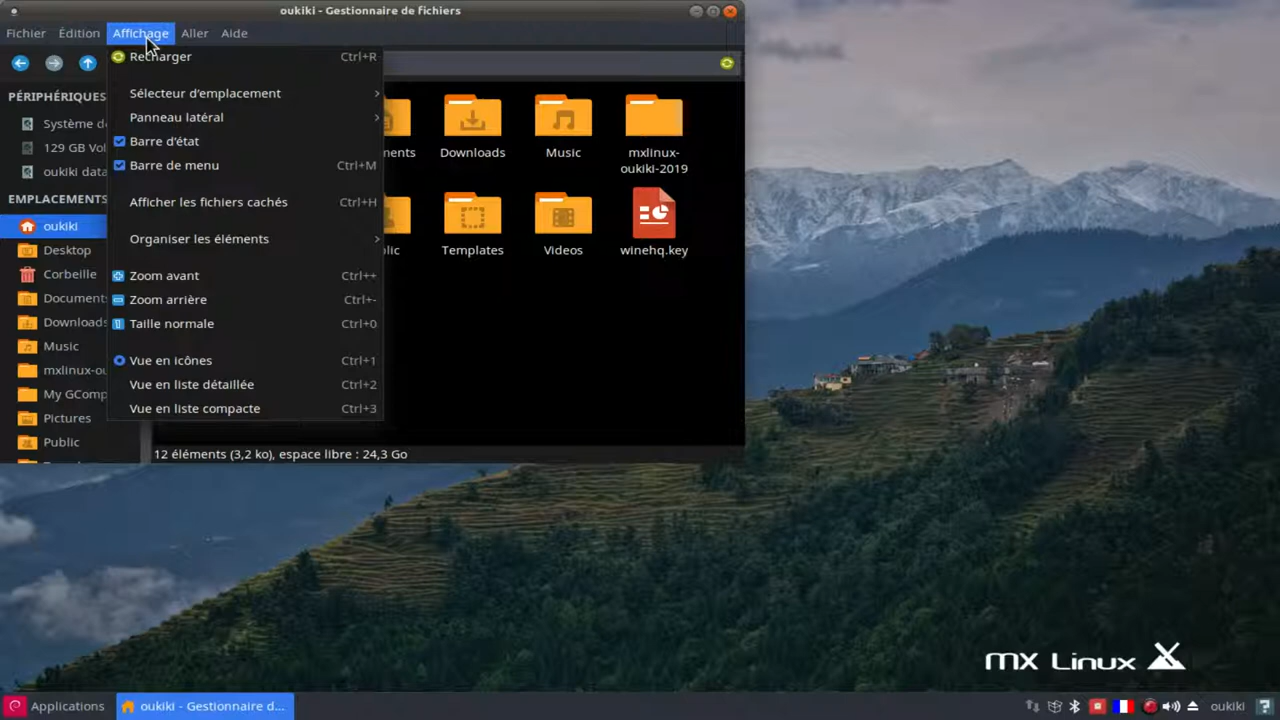 oukiki - Gestionnaire de fichiers
Fichier Édition Affichage Aller Aide
Recharger Ctrl+R
Sélecteur d'emplacement
Panneau latéral
Barre d'état
Barre de menu Ctrl+M
Afficher les fichiers cachés Ctrl+H
Organiser les éléments
Zoom avant Ctrl++
Zoom arrière Ctrl+-
Taille normale Ctrl+0
Vue en icônes Ctrl+1
Vue en liste détaillée Ctrl+2
Vue en liste compacte Ctrl+3
PÉRIPHÉRIQUES
Système d
129 GB Vol
oukiki data
EMPLACEMENTS
oukiki
Desktop
Corbeille
Document
Downloads
Music
mxlinux-ou
My GComp
Pictures
Public
ments
Downloads
Music
mxlinux-
oukiki-2019
lic
Templates
Videos
winehq.key
12 éléments (3,2 ko), espace libre : 24,3 Go
MX Linux
Applications
oukiki - Gestionnaire d...
oukiki